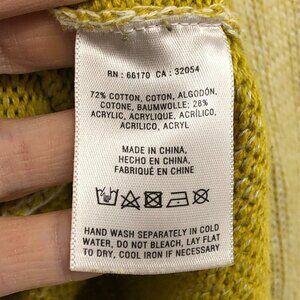 RN : 66170 CA : 32054
72% COTTON, COTON, ALGODÓN,
COTONE, BAUMWOLLE: 28%
ACRYLIC, ACRYLIQUE, ACRÍLICO,
ACRILICO, ACRYL
MADE IN CHINA,
HECHO EN CHINA,
FABRIQUÉ EN CHINE
HAND WASH SEPARATELY IN COLD
WATER, DO NOT BLEACH, LAY FLAT
TO DRY, COOL IRON IF NECESSARY